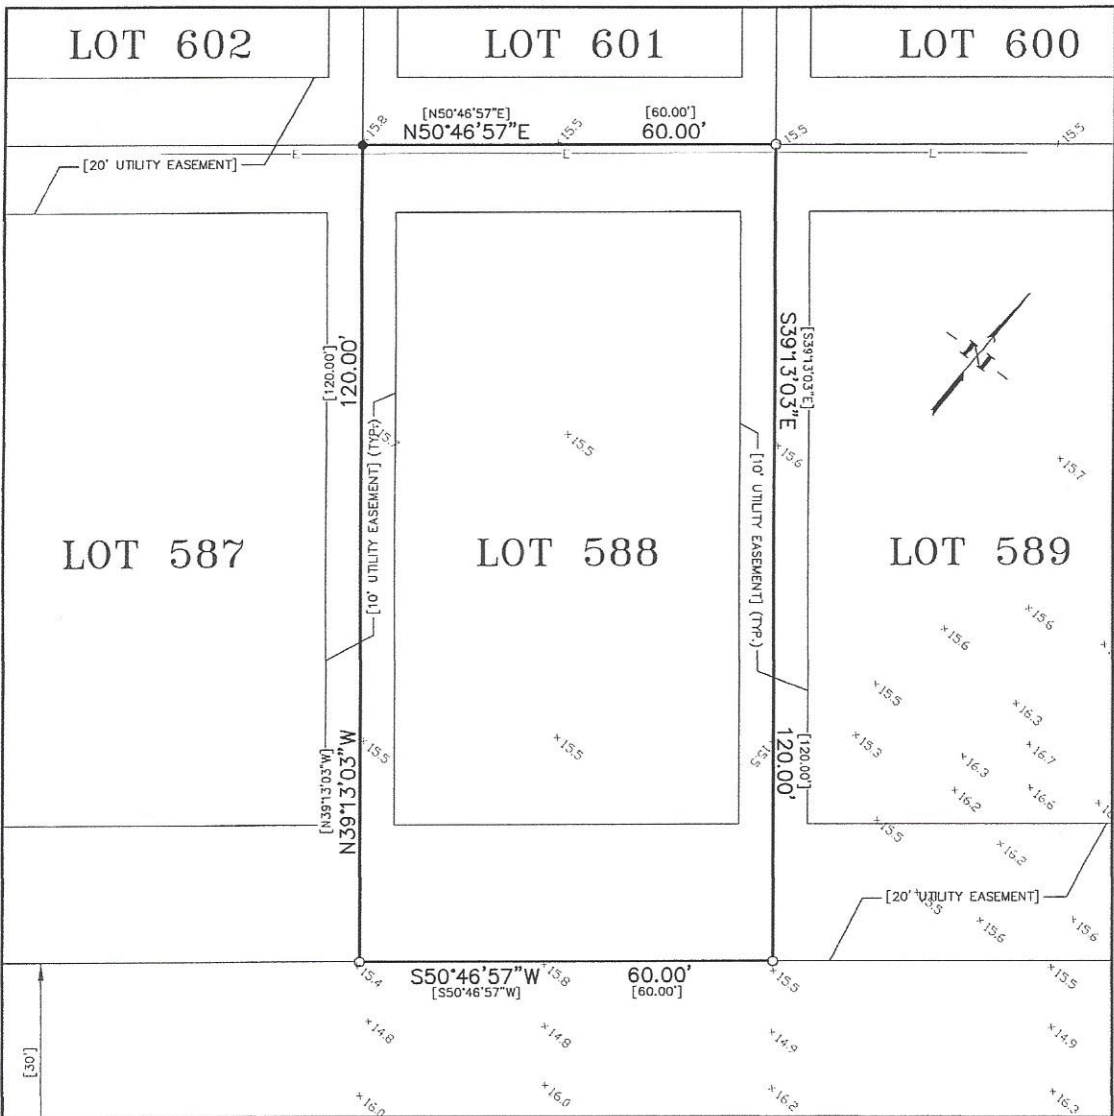 LOT 602
LOT 601
LOT 600
[N50°46'57"E]
[60.00']
N50°46'57"E
60.00'
15.8
15.5
15.5
15.5
E
E
[20' UTILITY EASEMENT]
[120.00']
120.00'
S39°13'03"E
[S39°13'03"E]
-N-
×15.5
15.6
×15.7
[10' UTILITY EASEMENT] (TYP.)
[10' UTILITY EASEMENT] (TYP.)
LOT 587
LOT 588
LOT 589
×15.6
×15.6
×15.5
×16.3
×15.5
×15.5
15.5
×15.3
×16.7
×16.3
×16.2
×16.6
[N39°13'03"W]
N39°13'03"W
120.00'
[120.00']
×15.5
×16.2
[20' UTILITY EASEMENT]
×15.6
×15.6
15.4
S50°46'57"W
×15.8
60.00'
×15.5
×15.5
[S50°46'57"W]
[60.00']
×14.8
×14.8
×14.9
×14.9
[30']
×16.0
×16.0
×16.2
×16.3